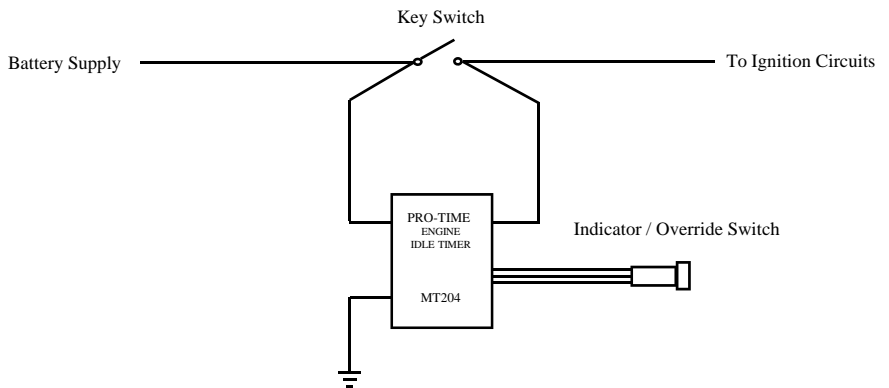 Key Switch
Battery Supply
To Ignition Circuits
PRO-TIME
ENGINE
IDLE TIMER
Indicator / Override Switch
MT204